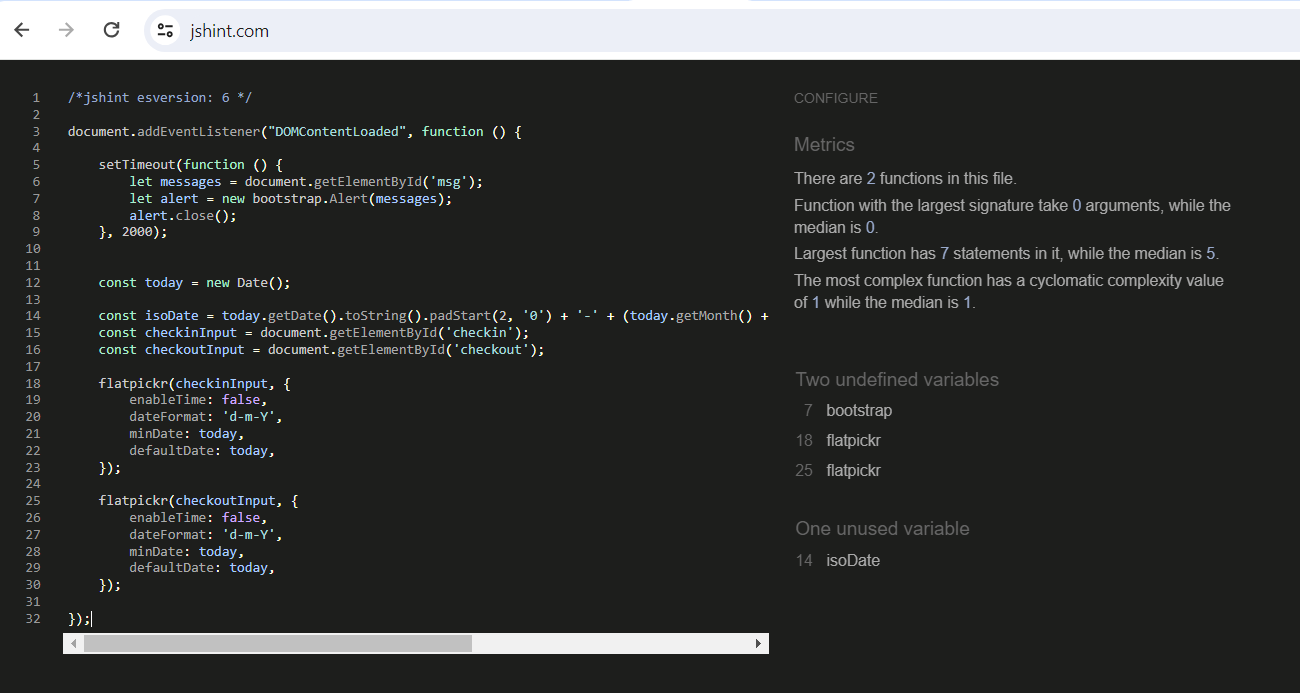 jshint.com
1 /*jshint esversion: 6 */
2
3 document.addEventListener("DOMContentLoaded", function () {
4
5     setTimeout(function () {
6         let messages = document.getElementById('msg');
7         let alert = new bootstrap.Alert(messages);
8         alert.close();
9     }, 2000);
10
11
12     const today = new Date();
13
14     const isoDate = today.getDate().toString().padStart(2, '0') + '-' + (today.getMonth() +
15     const checkinInput = document.getElementById('checkin');
16     const checkoutInput = document.getElementById('checkout');
17
18     flatpickr(checkinInput, {
19         enableTime: false,
20         dateFormat: 'd-m-Y',
21         minDate: today,
22         defaultDate: today,
23     });
24
25     flatpickr(checkoutInput, {
26         enableTime: false,
27         dateFormat: 'd-m-Y',
28         minDate: today,
29         defaultDate: today,
30     });
31
32 });
CONFIGURE
Metrics
There are 2 functions in this file.
Function with the largest signature take 0 arguments, while the
median is 0.
Largest function has 7 statements in it, while the median is 5.
The most complex function has a cyclomatic complexity value
of 1 while the median is 1.
Two undefined variables
7 bootstrap
18 flatpickr
25 flatpickr
One unused variable
14 isoDate